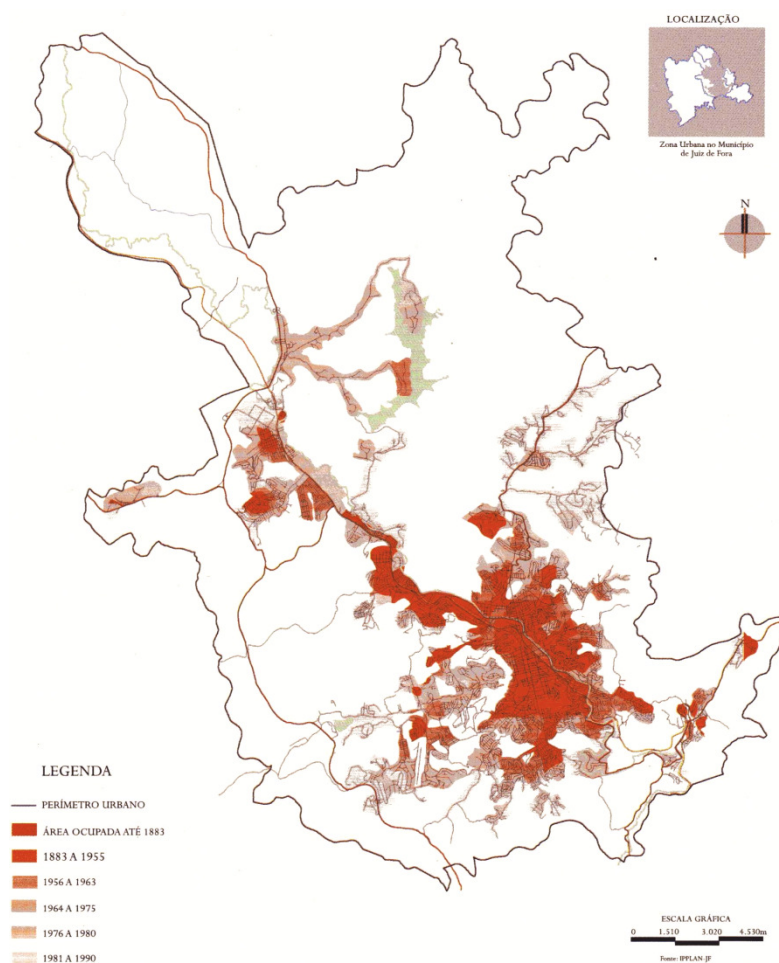 LOCALIZAÇÃO
Zona Urbana no Município
de Juiz de Fora
N
LEGENDA
PERÍMETRO URBANO
ÁREA OCUPADA ATÉ 1883
1883 A 1955
1956 A 1963
1964 A 1975
1976 A 1980
1981 A 1990
ESCALA GRÁFICA
0 1.510 3.020 4.530m
Fonte: IPPLAN-JF